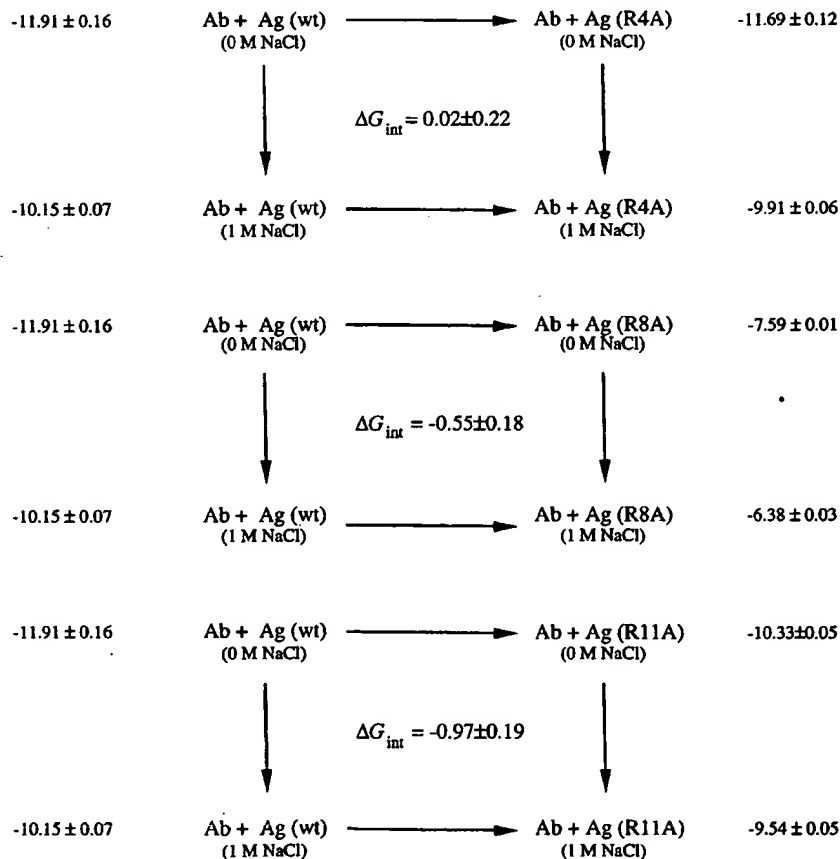 -11.91 ± 0.16 Ab + Ag (wt) Ab + Ag (R4A) -11.69 ± 0.12
(0 M NaCl) (0 M NaCl)
ΔG_int = 0.02±0.22
-10.15 ± 0.07 Ab + Ag (wt) Ab + Ag (R4A) -9.91 ± 0.06
(1 M NaCl) (1 M NaCl)
-11.91 ± 0.16 Ab + Ag (wt) Ab + Ag (R8A) -7.59 ± 0.01
(0 M NaCl) (0 M NaCl)
ΔG_int = -0.55±0.18
-10.15 ± 0.07 Ab + Ag (wt) Ab + Ag (R8A) -6.38 ± 0.03
(1 M NaCl) (1 M NaCl)
-11.91 ± 0.16 Ab + Ag (wt) Ab + Ag (R11A) -10.33±0.05
(0 M NaCl) (0 M NaCl)
ΔG_int = -0.97±0.19
-10.15 ± 0.07 Ab + Ag (wt) Ab + Ag (R11A) -9.54 ± 0.05
(1 M NaCl) (1 M NaCl)